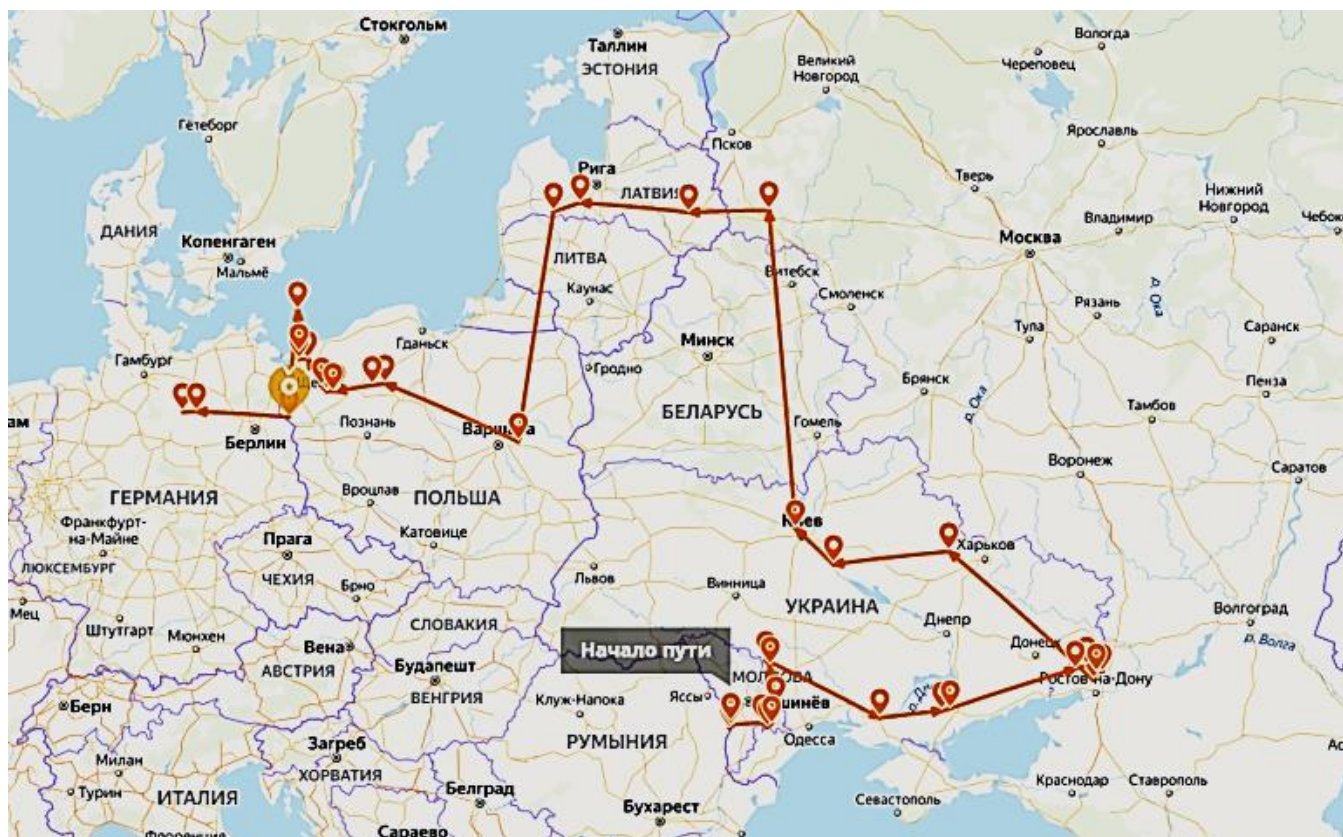 Стокгольм
Таллин
ЭСТОНИЯ
Вологда
Череповец
Великий
Новгород
Гётеборг
Псков
Ярославль
Рига
ЛАТВИЯ
Тверь
Нижний
Новгород
ДАНИЯ
Владимир
Копенгаген
Мальмё
Москва
ЛИТВА
Витебск
Каунас
Смоленск
р. Ока
Рязань
Тула
Саранск
Гданьск
Гамбург
Минск
Гродно
Брянск
р. Ока
Пенза
БЕЛАРУСЬ
Тамбов
Познань
Гомель
Берлин
Воронеж
Саратов
ГЕРМАНИЯ
Вроцлав
ПОЛЬША
Франкфурт-
на-Майне
Прага
Катовице
Харьков
ЛЮКСЕМБУРГ
ЧЕХИЯ
Львов
Винница
Брно
Мец
УКРАИНА
Волгоград
Штутгарт
Мюнхен
СЛОВАКИЯ
Днепр
р. Волга
Вена
Начало пути
Донецк
АВСТРИЯ
Будапешт
Ростов-на-Дону
ВЕНГРИЯ
Клуж-Напока
Яссы
Берн
РУМЫНИЯ
Одесса
Загреб
Милан
ХОРВАТИЯ
Краснодар
Ставрополь
Турин
ИТАЛИЯ
Белград
Севастополь
Бухарест
Сараево